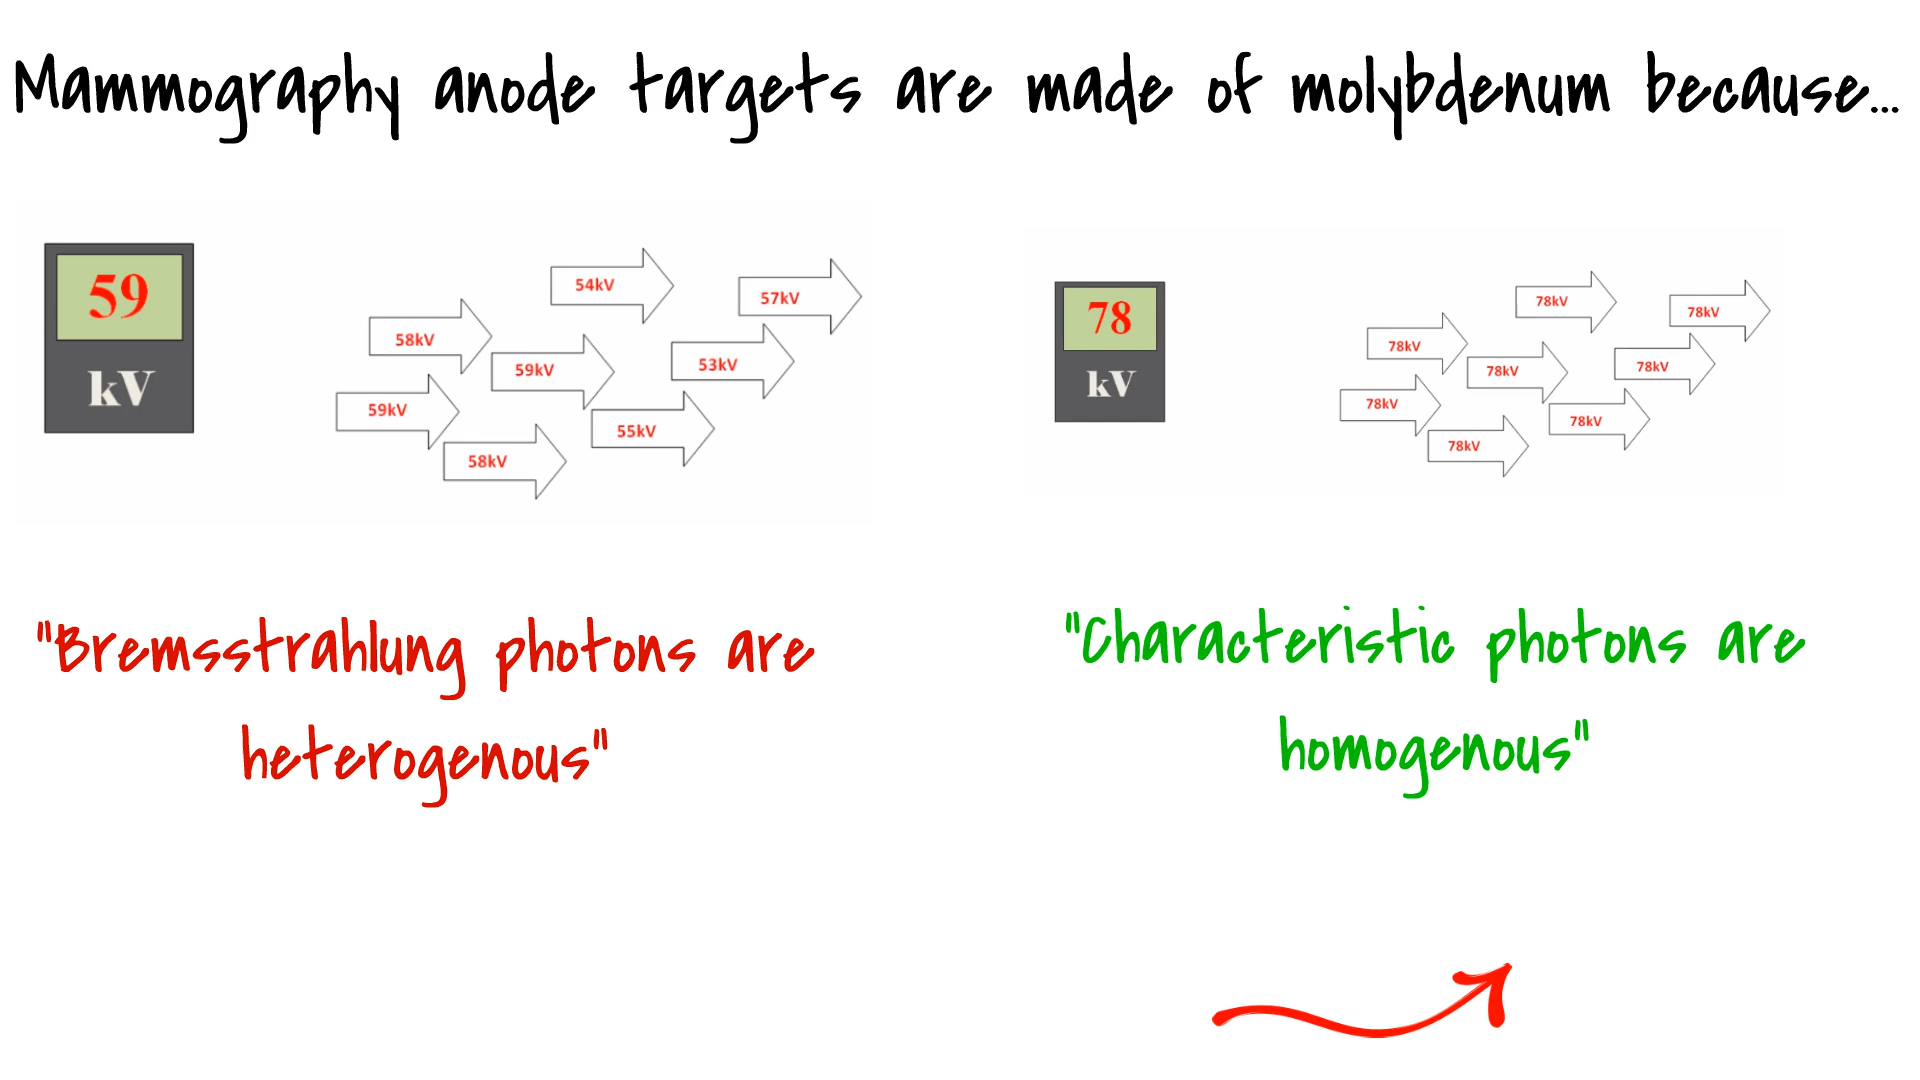 Mammography anode targets are made of molybdenum because...
59
kV
54kV
57kV
58kV
59kV
53kV
59kV
55kV
58kV
78
kV
78kV
78kV
78kV
78kV
78kV
78kV
78kV
78kV
"Bremsstrahlung photons are
heterogenous"
"Characteristic photons are
homogenous"